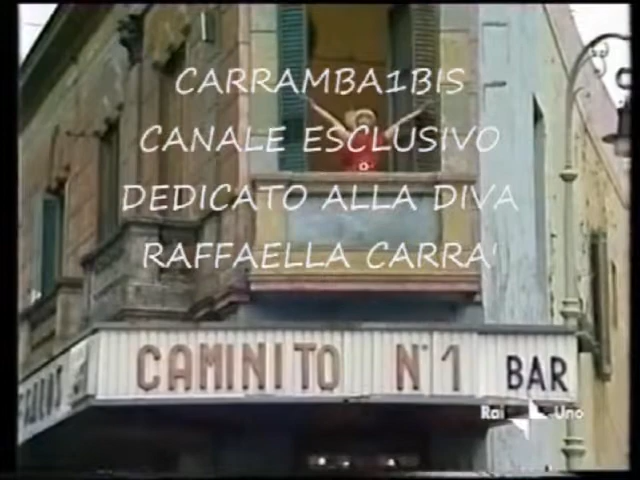 CARRAMBA1BIS
CANALE ESCLUSIVO
DEDICATO ALLA DIVA
RAFFAELLA CARRA'
CAMINITO N°1 BAR
Rai Uno